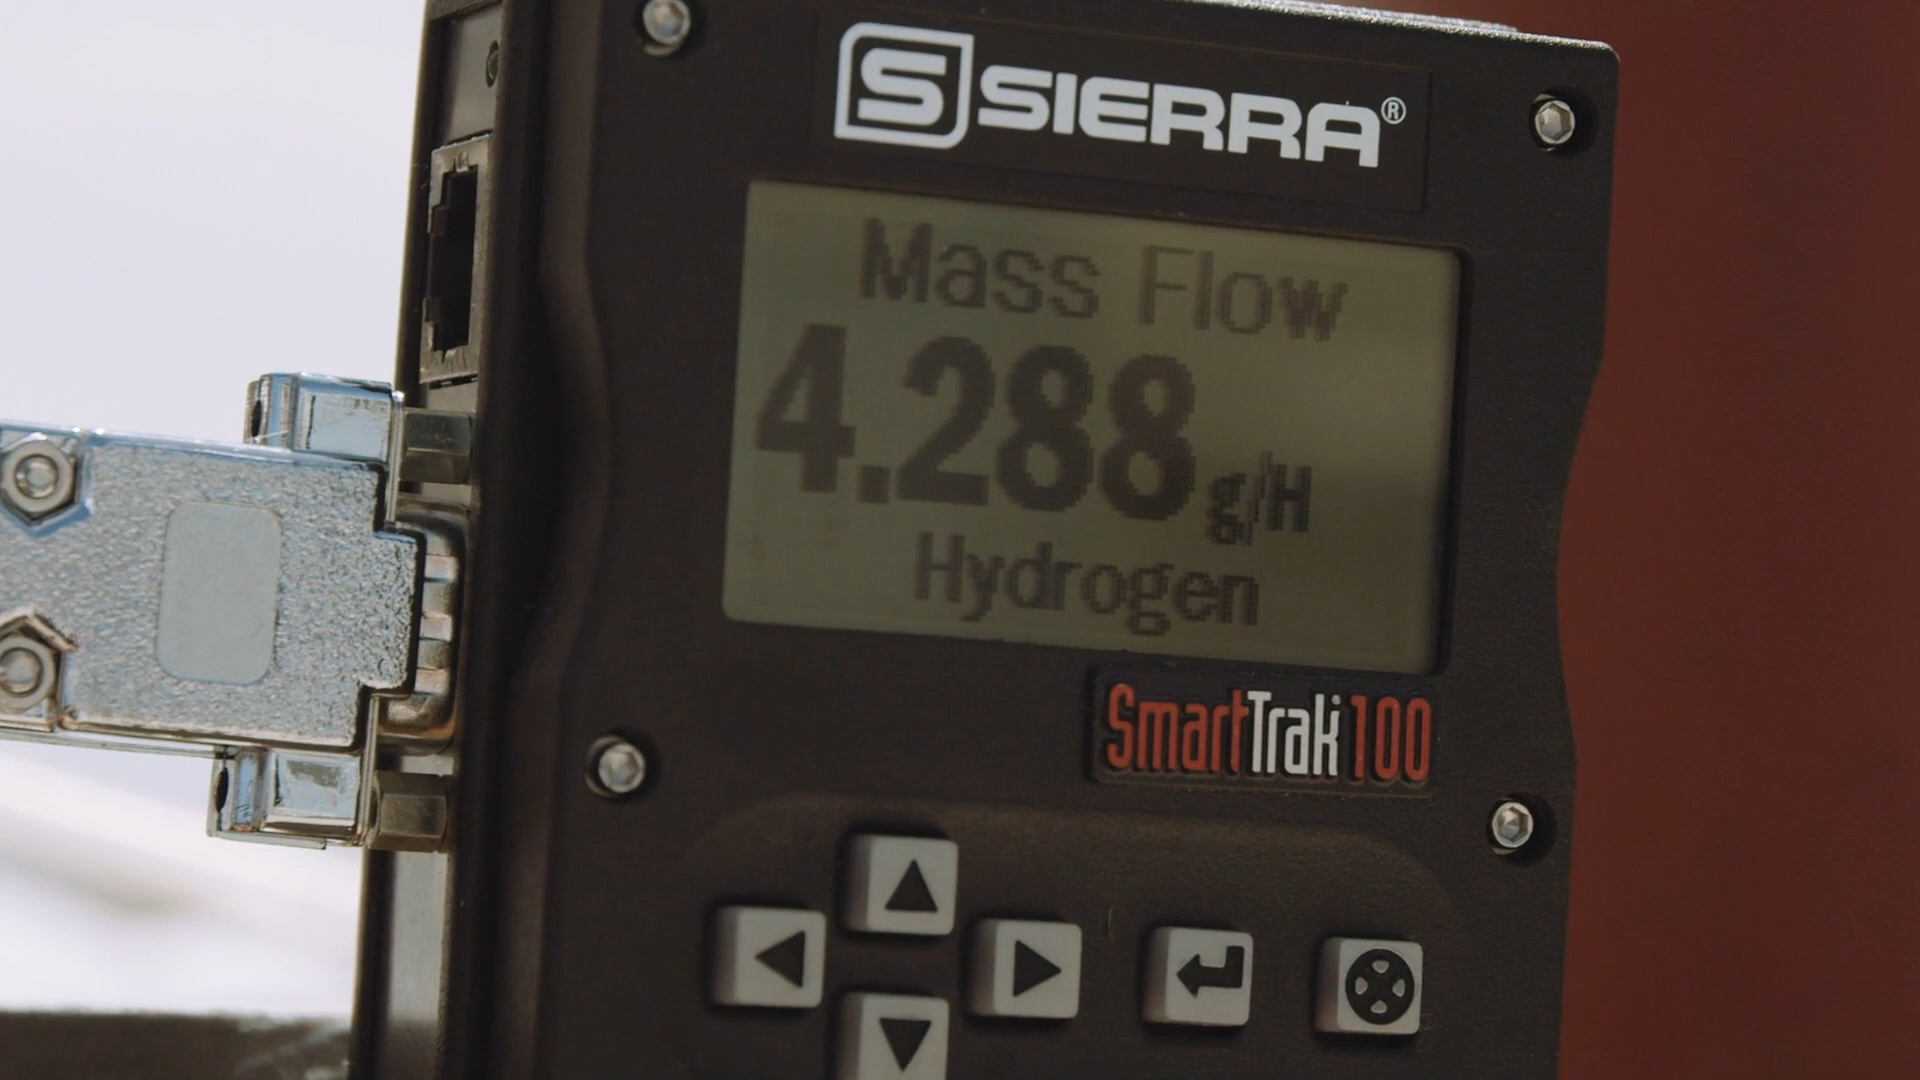 S SIERRA®
Mass Flow
4.288 g/H
Hydrogen
SmartTrak 100